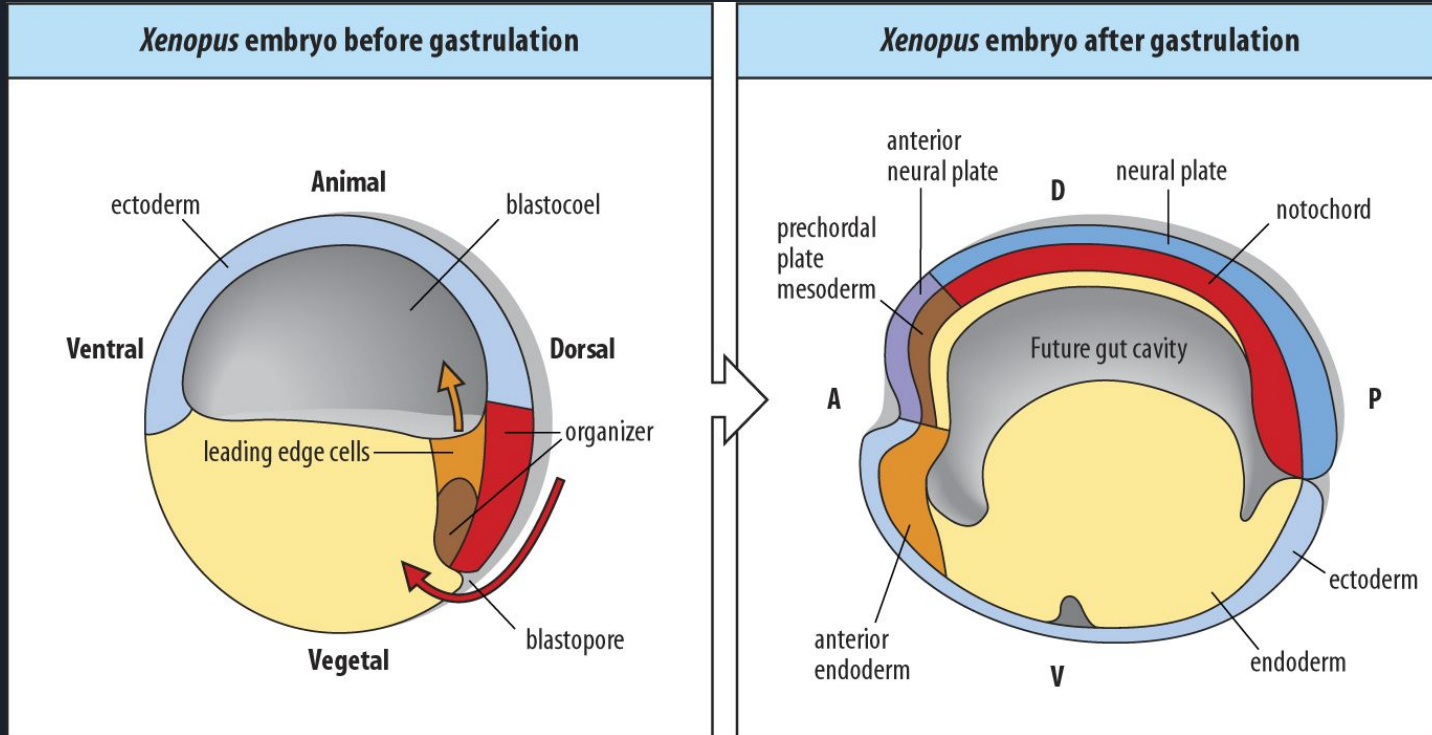 Xenopus embryo before gastrulation
Animal
ectoderm
blastocoel
Ventral
Dorsal
leading edge cells
organizer
blastopore
Vegetal
Xenopus embryo after gastrulation
anterior
neural plate
neural plate
D
notochord
prechordal
plate
mesoderm
Future gut cavity
A
P
ectoderm
anterior
endoderm
endoderm
V